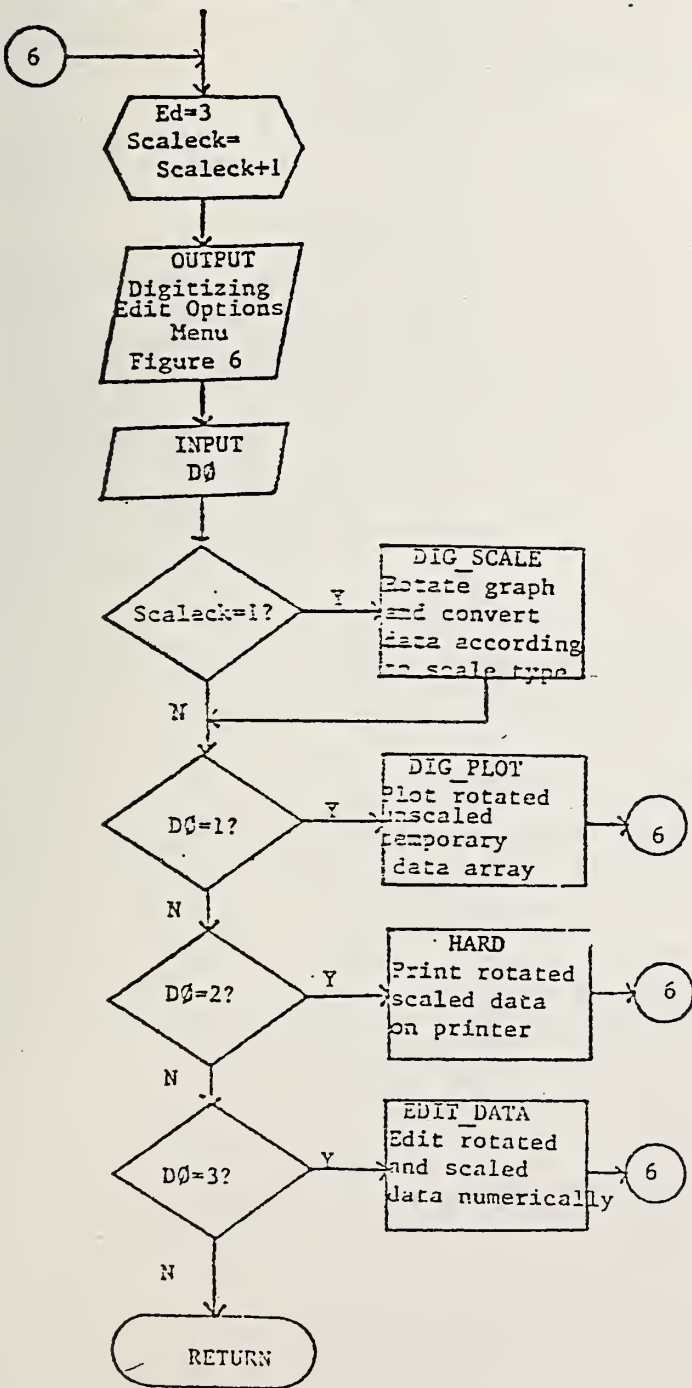 6
Ed=3
Scaleck=
Scaleck+1
OUTPUT
Digitizing
Edit Options
Menu
Figure 6
INPUT
DØ
Scaleck=1?
Y
DIG_SCALE
Rotate graph
and convert
data according
to scale type
N
DØ=1?
Y
DIG_PLOT
Plot rotated
unscaled
temporary
data array
6
N
DØ=2?
Y
HARD
Print rotated
scaled data
on printer
6
N
DØ=3?
Y
EDIT_DATA
Edit rotated
and scaled
data numerically
6
N
RETURN